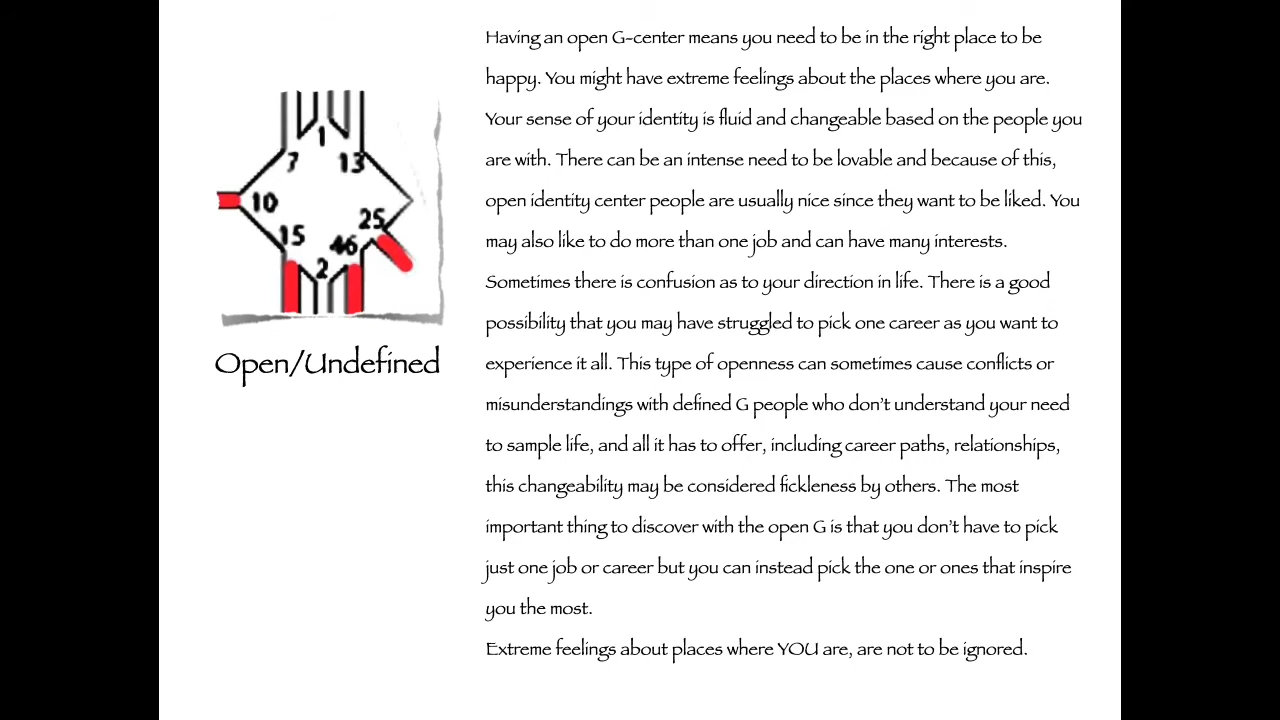 1
7
13
10
25
15
46
2
Open/Undefined
Having an open G-center means you need to be in the right place to be
happy. You might have extreme feelings about the places where you are.
Your sense of your identity is fluid and changeable based on the people you
are with. There can be an intense need to be lovable and because of this,
open identity center people are usually nice since they want to be liked. You
may also like to do more than one job and can have many interests.
Sometimes there is confusion as to your direction in life. There is a good
possibility that you may have struggled to pick one career as you want to
experience it all. This type of openness can sometimes cause conflicts or
misunderstandings with defined G people who don't understand your need
to sample life, and all it has to offer, including career paths, relationships,
this changeability may be considered fickleness by others. The most
important thing to discover with the open G is that you don't have to pick
just one job or career but you can instead pick the one or ones that inspire
you the most.
Extreme feelings about places where YOU are, are not to be ignored.